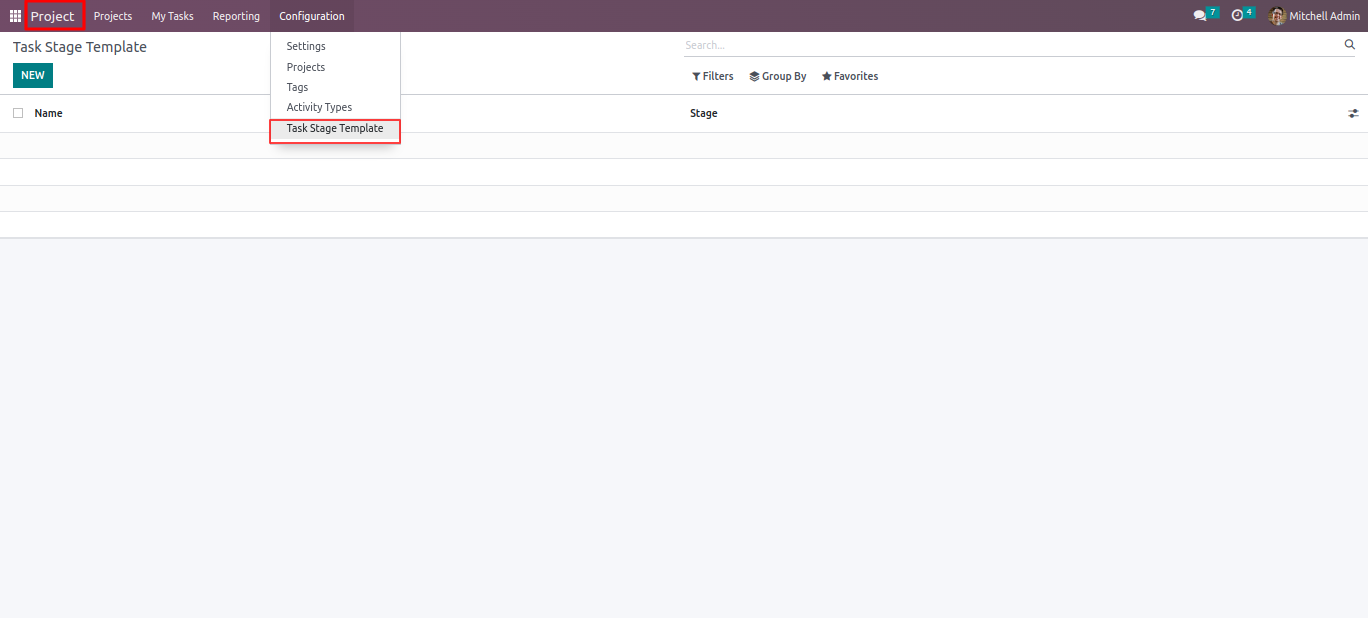 Project Projects My Tasks Reporting Configuration 7 4 Mitchell Admin
Task Stage Template
Search...
NEW
Filters Group By Favorites
Settings
Projects
Tags
Activity Types
Task Stage Template
Name Stage